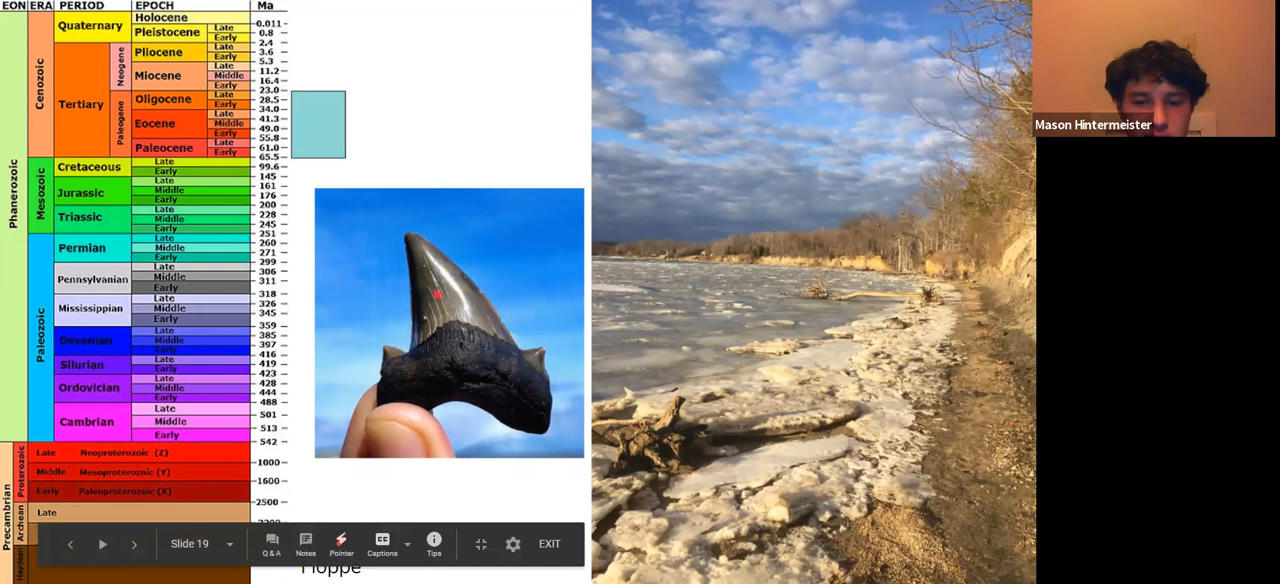 EON ERA PERIOD EPOCH Ma
Phanerozoic
Cenozoic
Quaternary
Holocene
0.011
Pleistocene
Late
0.8
Early
2.4
Tertiary
Neogene
Pliocene
Late
3.6
Early
5.3
Miocene
Late
11.2
Middle
16.4
Early
23.0
Paleogene
Oligocene
Late
28.5
Early
34.0
Eocene
Late
41.3
Middle
49.0
Early
55.8
Paleocene
Late
61.0
Early
65.5
Mesozoic
Cretaceous
Late
99.6
Early
145
Jurassic
Late
161
Middle
176
Early
200
Triassic
Late
228
Middle
245
Early
251
Paleozoic
Permian
Late
260
Middle
271
Early
299
Pennsylvanian
Late
306
Middle
311
Early
318
Mississippian
Late
326
Middle
345
Early
359
Devonian
Late
385
Middle
397
Early
416
Silurian
Late
419
Early
423
Ordovician
Late
428
Middle
444
Early
488
Cambrian
Late
501
Middle
513
Early
542
Precambrian
Proterozoic
Late Neoproterozoic (Z)
1000
Middle Mesoproterozoic (Y)
1600
Early Paleoproterozoic (X)
2500
Archean
Late
Slide 19
Q & A
Notes
Pointer
Captions
Tips
EXIT
Hoppe
Mason Hintermeister